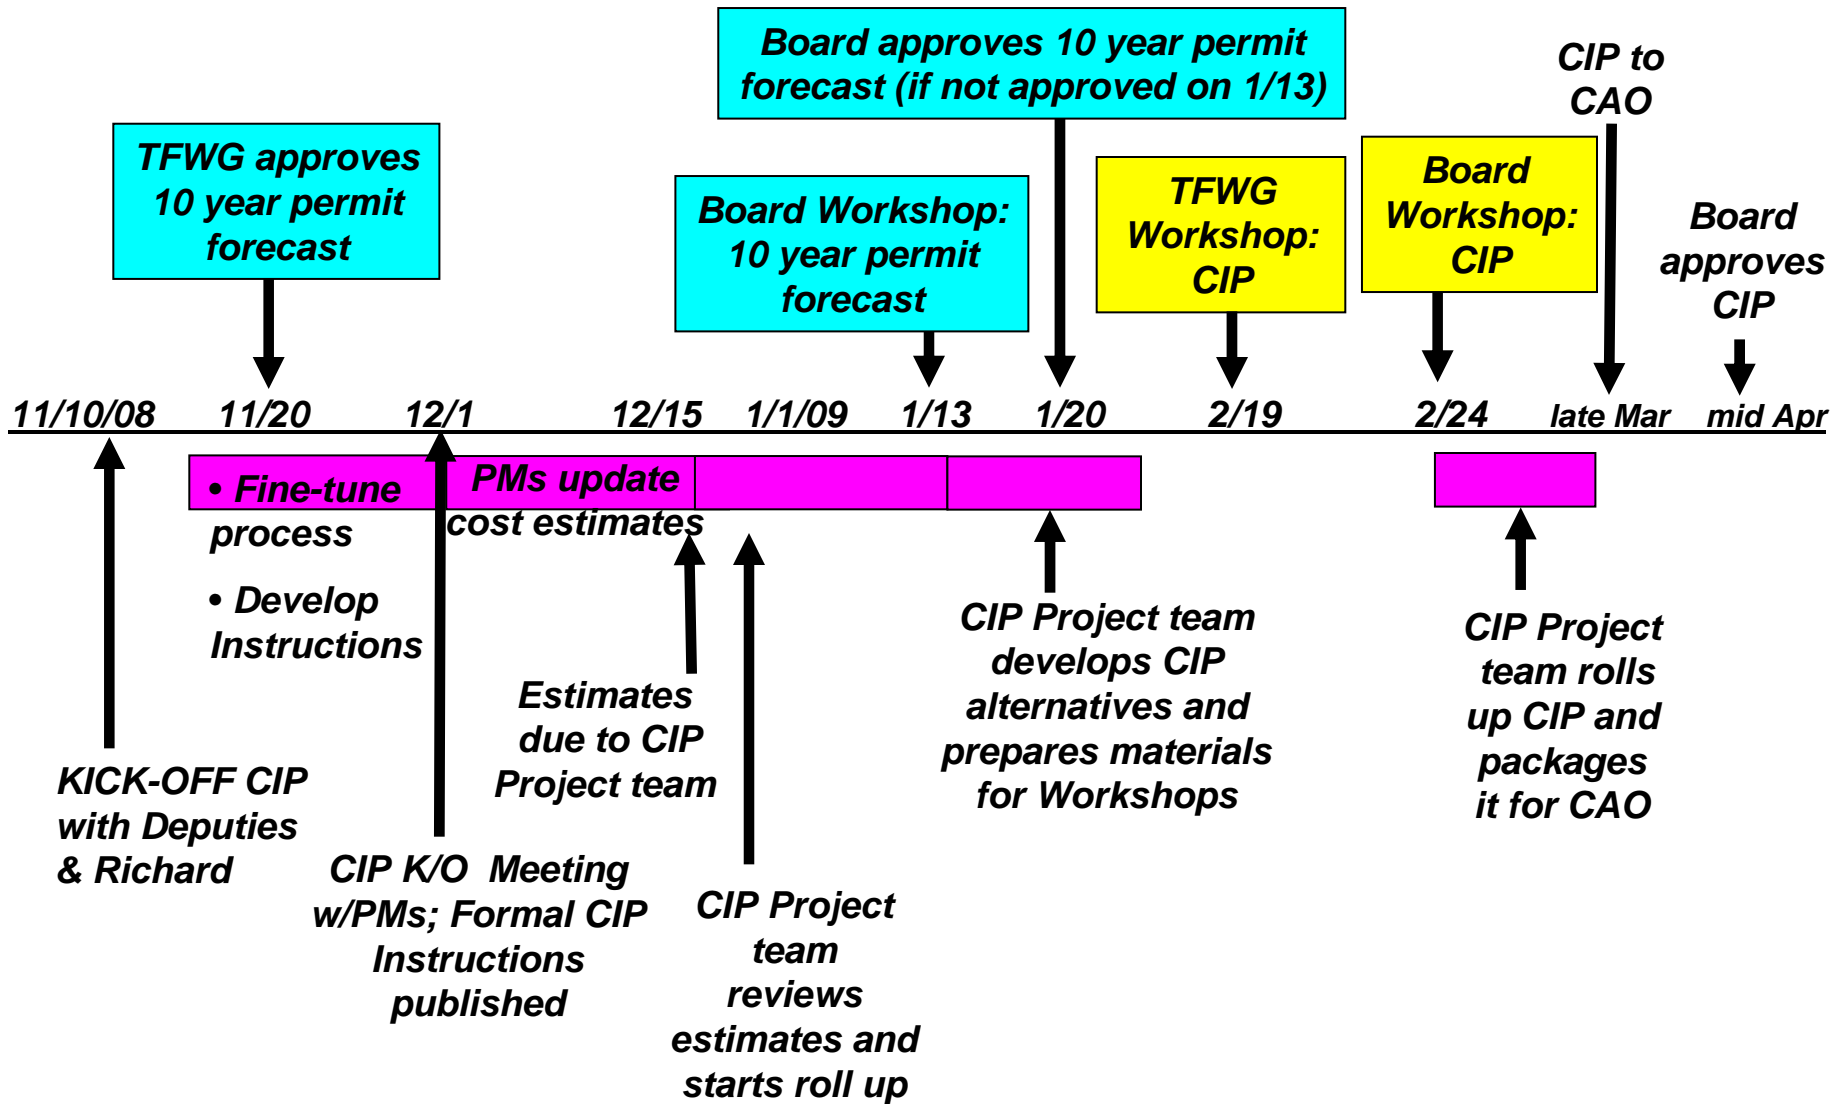 Board approves 10 year permit
forecast (if not approved on 1/13)
CIP to
CAO
TFWG approves
10 year permit
forecast
Board Workshop:
10 year permit
forecast
TFWG
Workshop:
CIP
Board
Workshop:
CIP
Board
approves
CIP
11/10/08 11/20 12/1 12/15 1/1/09 1/13 1/20 2/19 2/24 late Mar mid Apr
• Fine-tune
process
• Develop
Instructions
PMs update
cost estimates
KICK-OFF CIP
with Deputies
& Richard
CIP K/O Meeting
w/PMs; Formal CIP
Instructions
published
Estimates
due to CIP
Project team
CIP Project
team
reviews
estimates and
starts roll up
CIP Project team
develops CIP
alternatives and
prepares materials
for Workshops
CIP Project
team rolls
up CIP and
packages
it for CAO